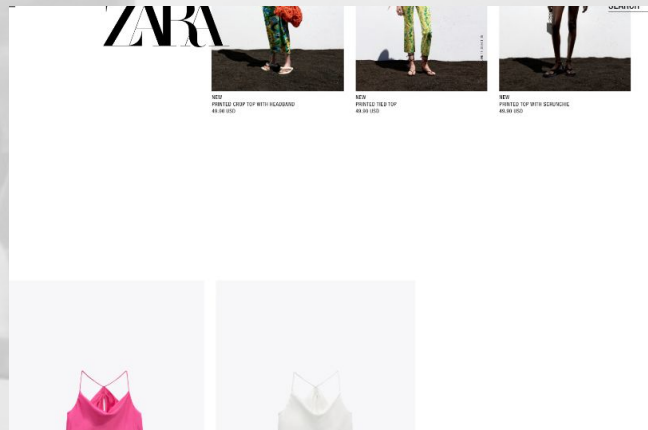 SEARCH
ZARA
NEW
PRINTED CROP TOP WITH HEADBAND
49.90 USD
NEW
PRINTED TIED TOP
49.90 USD
NEW
PRINTED TOP WITH SCRUNCHIE
49.90 USD